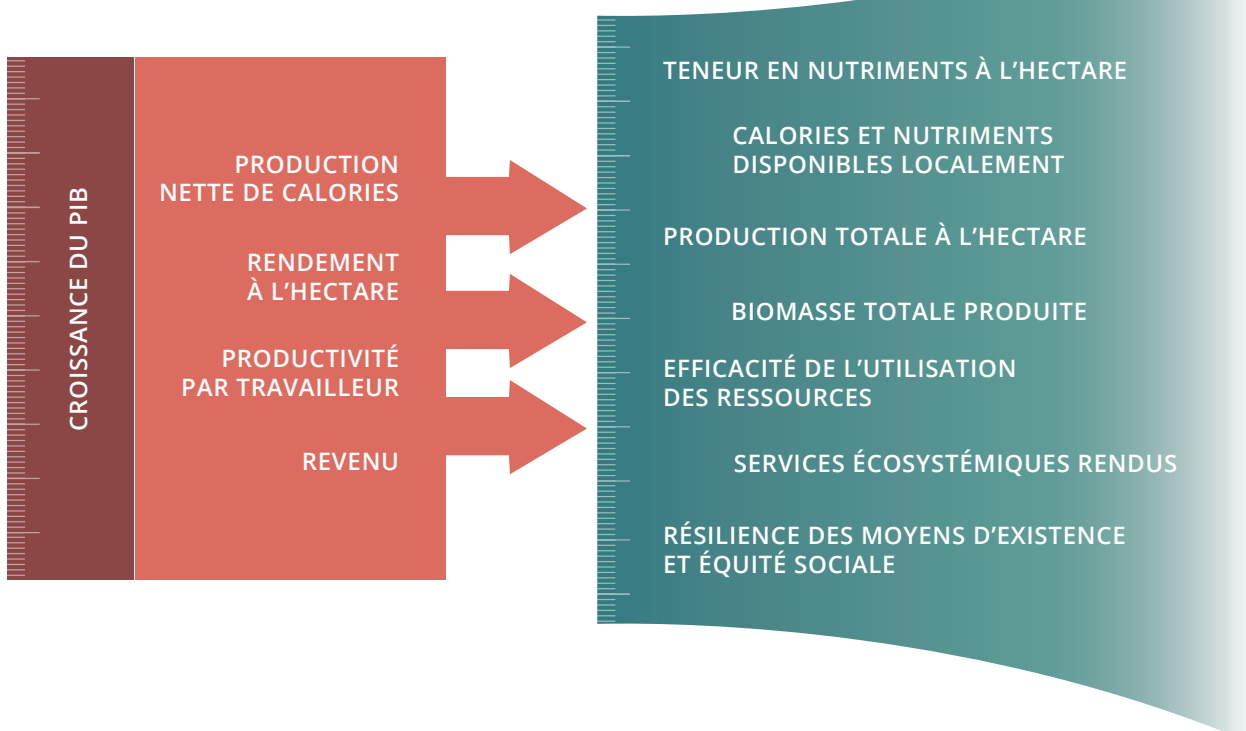 CROISSANCE DU PIB
PRODUCTION
NETTE DE CALORIES
RENDEMENT
À L’HECTARE
PRODUCTIVITÉ
PAR TRAVAILLEUR
REVENU
TENEUR EN NUTRIMENTS À L’HECTARE
CALORIES ET NUTRIMENTS
DISPONIBLES LOCALEMENT
PRODUCTION TOTALE À L’HECTARE
BIOMASSE TOTALE PRODUITE
EFFICACITÉ DE L’UTILISATION
DES RESSOURCES
SERVICES ÉCOSYSTÉMIQUES RENDUS
RÉSILIENCE DES MOYENS D’EXISTENCE
ET ÉQUITÉ SOCIALE